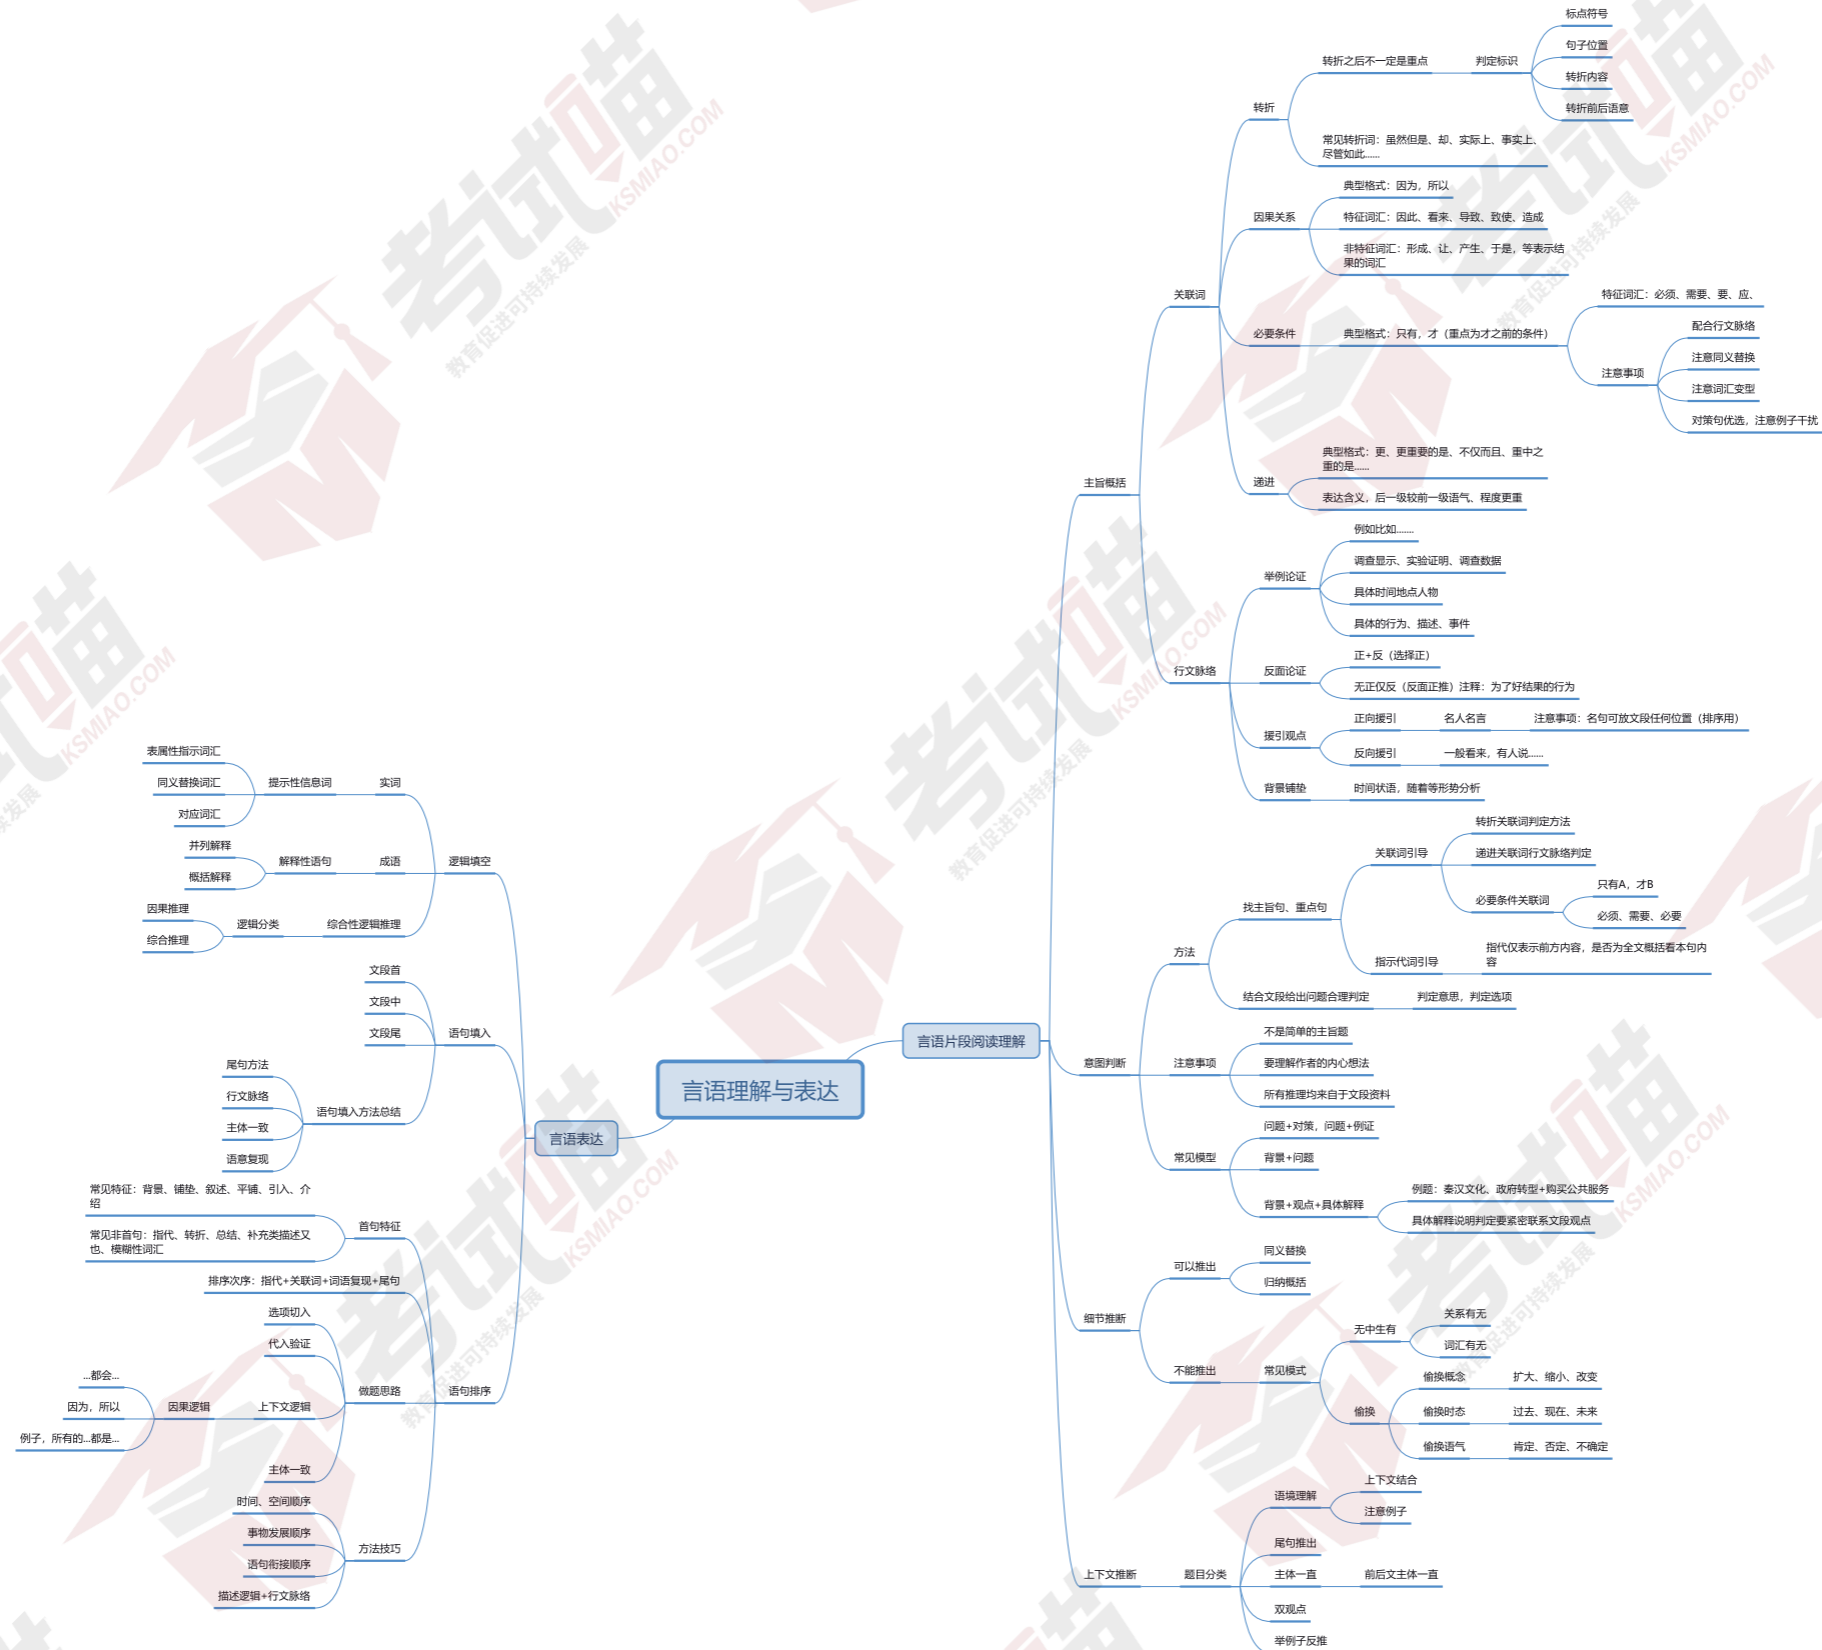 言语理解与表达
言语片段阅读理解
主旨概括
关联词
转折
转折之后不一定是重点
判定标识
标点符号
句子位置
转折内容
转折前后语意
常见转折词：虽然但是、却、实际上、事实上、
尽管如此......
因果关系
典型格式：因为，所以
特征词汇：因此、看来、导致、致使、造成
非特征词汇：形成、让、产生、于是，等表示结
果的词汇
必要条件
典型格式：只有，才（重点为才之前的条件）
特征词汇：必须、需要、要、应、
注意事项
配合行文脉络
注意同义替换
注意词汇变型
对策句优选，注意例子干扰
递进
典型格式：更、更重要的是、不仅而且、重中之
重的是......
表达含义，后一级较前一级语气、程度更重
行文脉络
举例论证
例如比如.......
调查显示、实验证明、调查数据
具体时间地点人物
具体的行为、描述、事件
反面论证
正+反（选择正）
无正仅反（反面正推）注释：为了好结果的行为
援引观点
正向援引
名人名言
注意事项：名句可放文段任何位置（排序用）
反向援引
一般看来，有人说......
背景铺垫
时间状语，随着等形势分析
意图判断
方法
找主旨句、重点句
关联词引导
转折关联词判定方法
递进关联词行文脉络判定
必要条件关联词
只有A，才B
必须、需要、必要
指示代词引导
指代仅表示前方内容，是否为全文概括看本句内
容
结合文段给出问题合理判定
判定意思，判定选项
注意事项
不是简单的主旨题
要理解作者的内心想法
所有推理均来自于文段资料
常见模型
问题+对策，问题+例证
背景+问题
背景+观点+具体解释
例题：秦汉文化、政府转型+购买公共服务
具体解释说明判定要紧密联系文段观点
细节推断
可以推出
同义替换
归纳概括
不能推出
常见模式
无中生有
关系有无
词汇有无
偷换
偷换概念
扩大、缩小、改变
偷换时态
过去、现在、未来
偷换语气
肯定、否定、不确定
上下文推断
题目分类
语境理解
上下文结合
注意例子
尾句推出
主体一直
前后文主体一直
双观点
举例子反推
言语表达
逻辑填空
实词
提示性信息词
表属性指示词汇
同义替换词汇
对应词汇
成语
解释性语句
并列解释
概括解释
综合性逻辑推理
逻辑分类
因果推理
综合推理
语句填入
文段首
文段中
文段尾
语句填入方法总结
尾句方法
行文脉络
主体一致
语意复现
语句排序
首句特征
常见特征：背景、铺垫、叙述、平铺、引入、介
绍
常见非首句：指代、转折、总结、补充类描述又
也、模糊性词汇
排序次序：指代+关联词+词语复现+尾句
做题思路
选项切入
代入验证
上下文逻辑
因果逻辑
...都会...
因为，所以
例子，所有的...都是...
主体一致
方法技巧
时间、空间顺序
事物发展顺序
语句衔接顺序
描述逻辑+行文脉络
考试喵
KSMIAO.COM
教育促进可持续发展